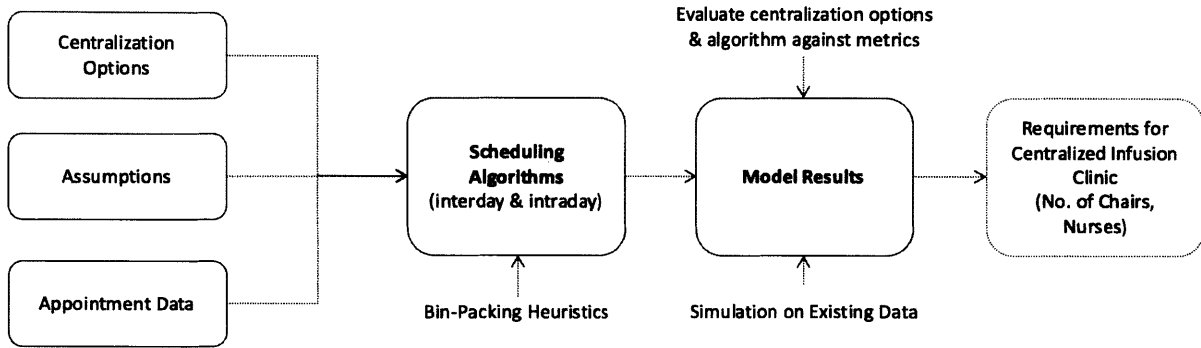 Centralization
Options
Assumptions
Appointment Data
Scheduling
Algorithms
(interday & intraday)
Bin-Packing Heuristics
Evaluate centralization options
& algorithm against metrics
Model Results
Simulation on Existing Data
Requirements for
Centralized Infusion
Clinic
(No. of Chairs,
Nurses)